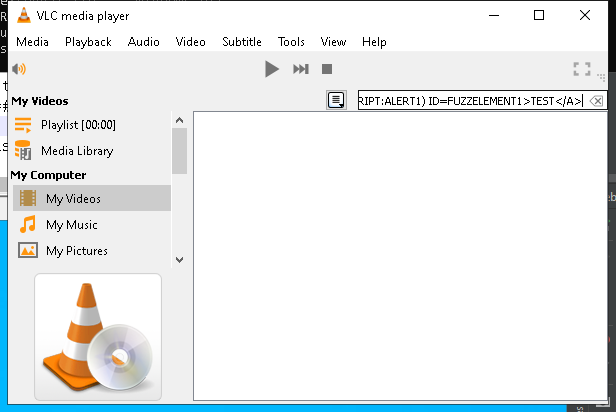 VLC media player
Media Playback Audio Video Subtitle Tools View Help
My Videos
RIPT:ALERT1) ID=FUZZELEMENT1>TEST</A>
Playlist [00:00]
Media Library
My Computer
My Videos
My Music
My Pictures